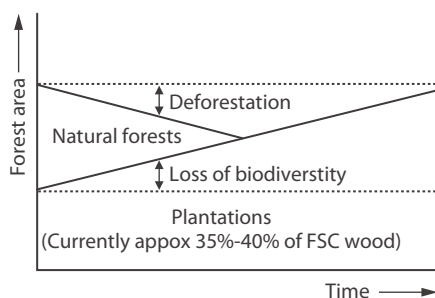 Forest area
Deforestation
Natural forests
Loss of biodiverstity
Plantations
(Currently appox 35%-40% of FSC wood)
Time